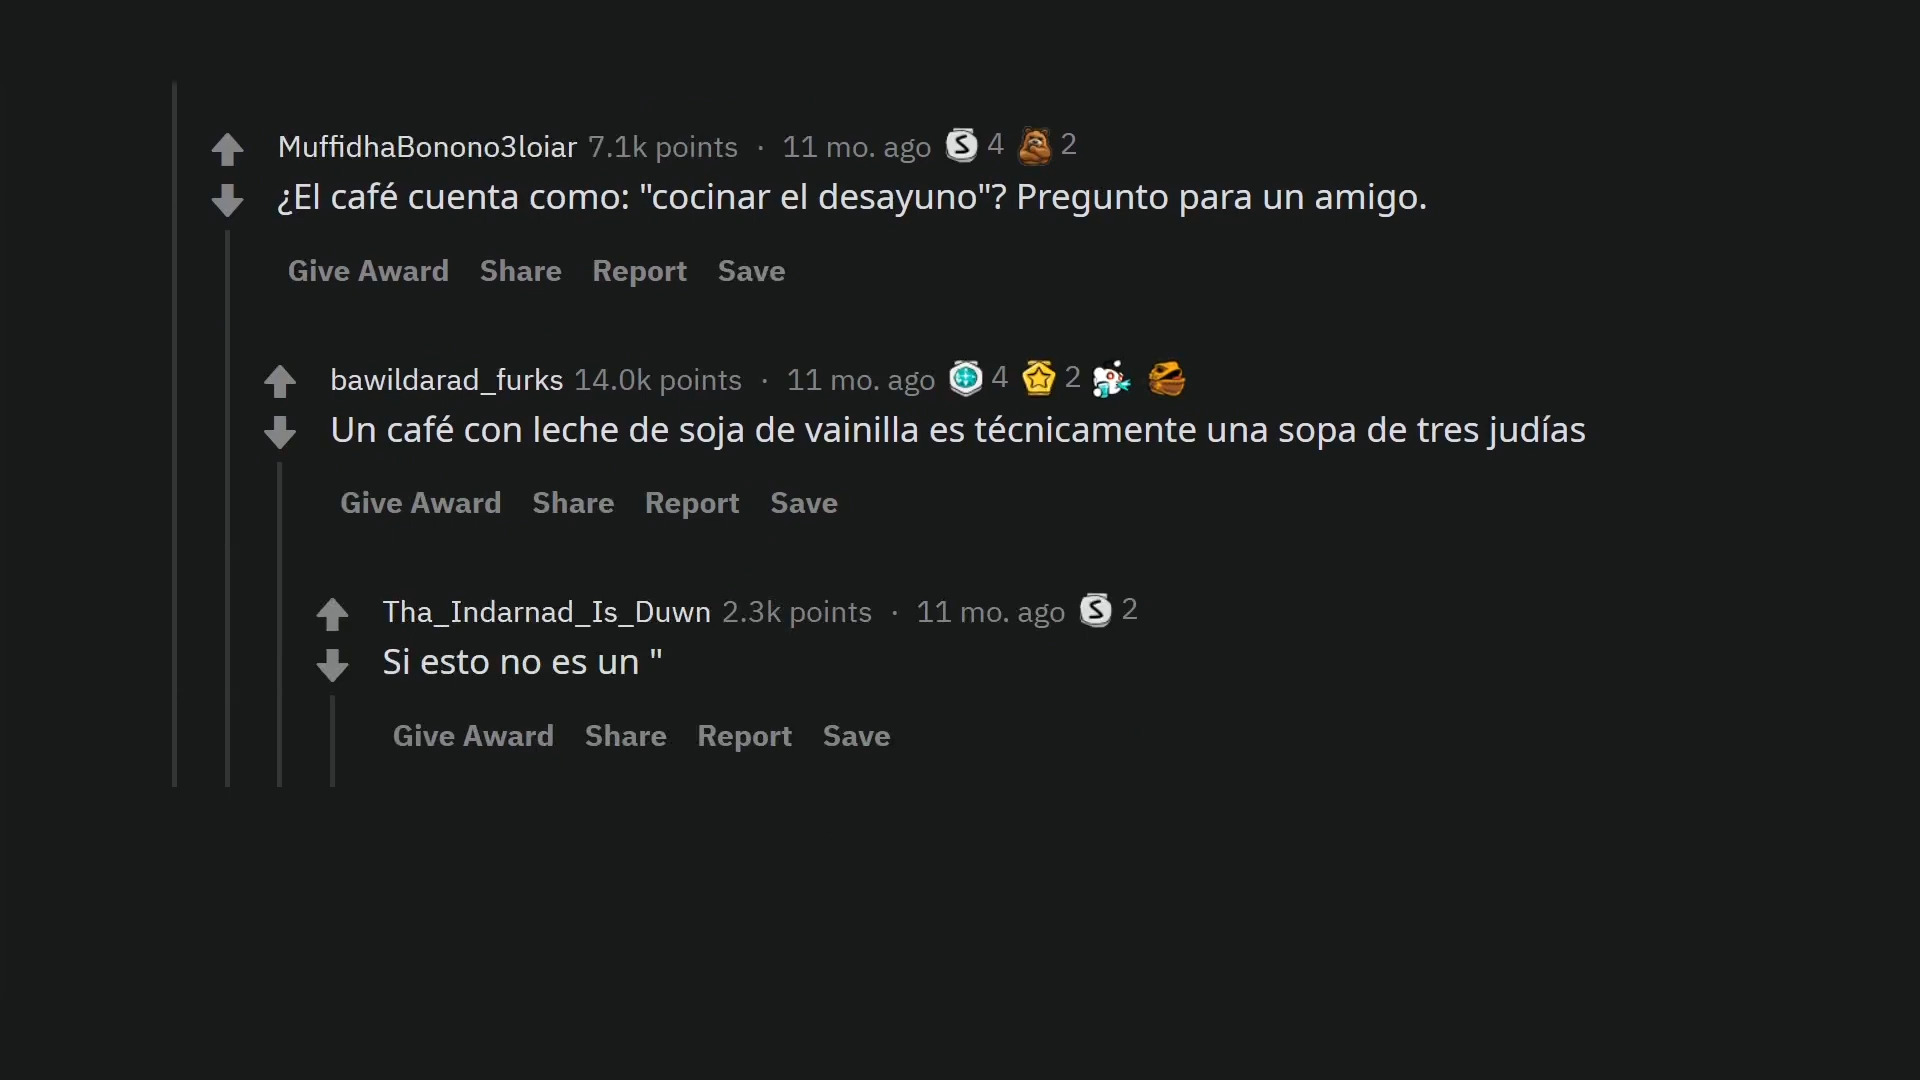 MuffidhaBonono3loiar 7.1k points · 11 mo. ago 4 2
¿El café cuenta como: "cocinar el desayuno"? Pregunto para un amigo.
Give Award Share Report Save
bawildarad_furks 14.0k points · 11 mo. ago 4 2
Un café con leche de soja de vainilla es técnicamente una sopa de tres judías
Give Award Share Report Save
Tha_Indarnad_Is_Duwn 2.3k points · 11 mo. ago 2
Si esto no es un "
Give Award Share Report Save